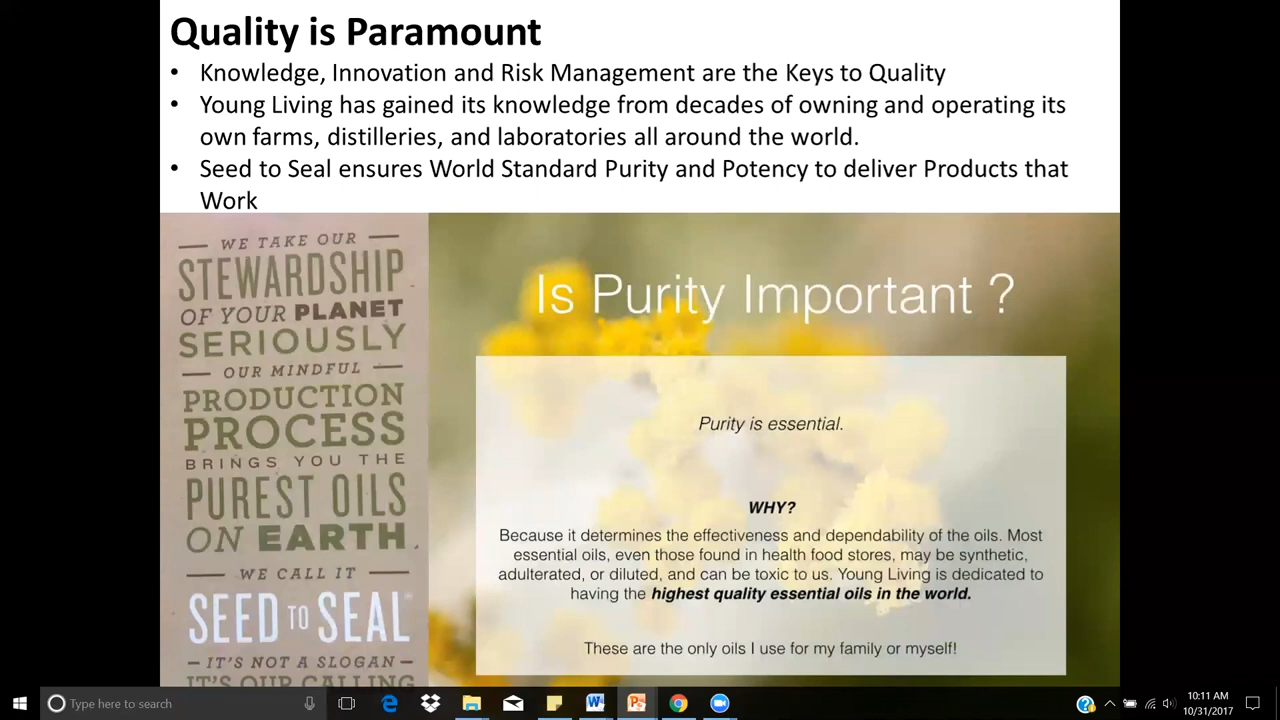 Quality is Paramount
• Knowledge, Innovation and Risk Management are the Keys to Quality
• Young Living has gained its knowledge from decades of owning and operating its
own farms, distilleries, and laboratories all around the world.
• Seed to Seal ensures World Standard Purity and Potency to deliver Products that
Work
WE TAKE OUR
STEWARDSHIP
OF YOUR PLANET
SERIOUSLY
OUR MINDFUL
PRODUCTION
PROCESS
BRINGS YOU THE
PUREST OILS
ON EARTH.
WE CALL IT
SEED TO SEAL
IT'S NOT A SLOGAN
IT'S OUR CALLING
Is Purity Important ?
Purity is essential.
WHY?
Because it determines the effectiveness and dependability of the oils. Most
essential oils, even those found in health food stores, may be synthetic,
adulterated, or diluted, and can be toxic to us. Young Living is dedicated to
having the highest quality essential oils in the world.
These are the only oils I use for my family or myself!
Type here to search
10:11 AM
10/31/2017